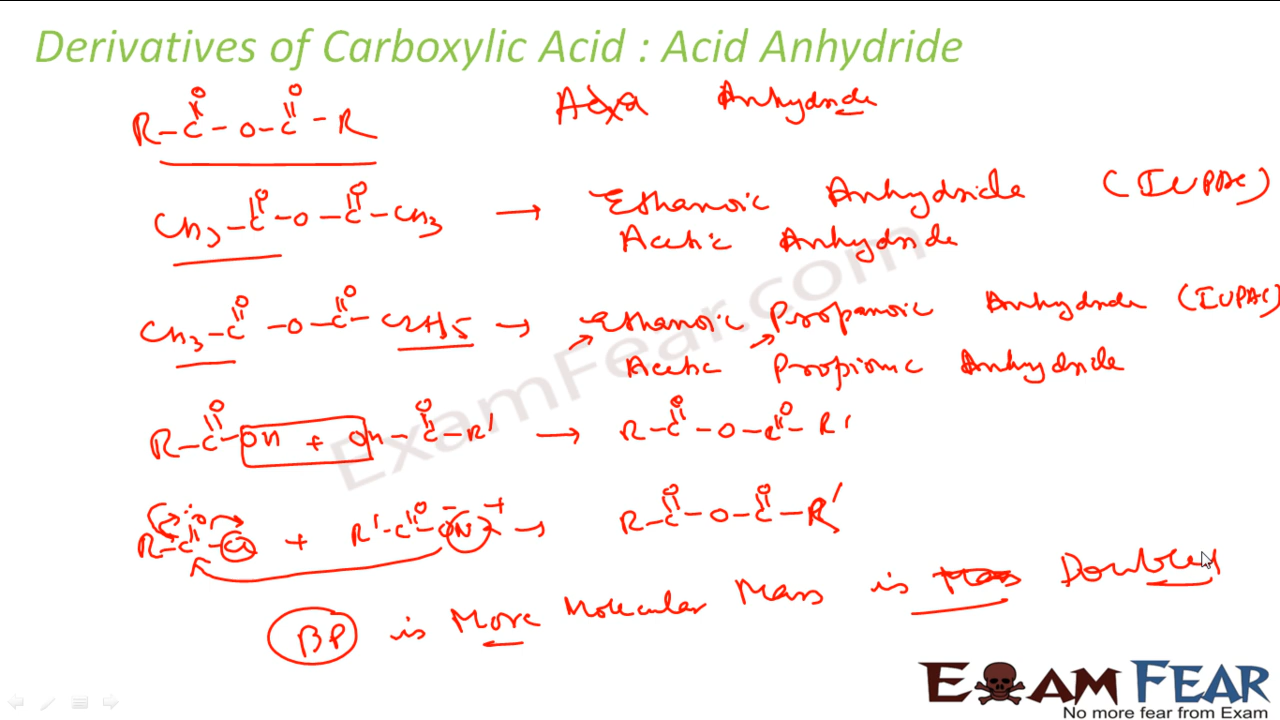 Derivatives of Carboxylic Acid : Acid Anhydride
R–C(=O)–O–C(=O)–R Anhydride
CH3–C(=O)–O–C(=O)–CH3 → Ethanoic Anhydride (IUPAC)
Acetic Anhydride
CH3–C(=O)–O–C(=O)–C2H5 → Ethanoic Propanoic Anhydride (IUPAC)
Acetic Propionic Anhydride
R–C(=O)–OH + OH–C(=O)–R' → R–C(=O)–O–C(=O)–R'
R–C(=O)–Cl + R'–C(=O)– → R–C(=O)–O–C(=O)–R'
BP is More Molecular Mass is Doubled
ExamFear.com
EXAM FEAR
No more fear from Exam